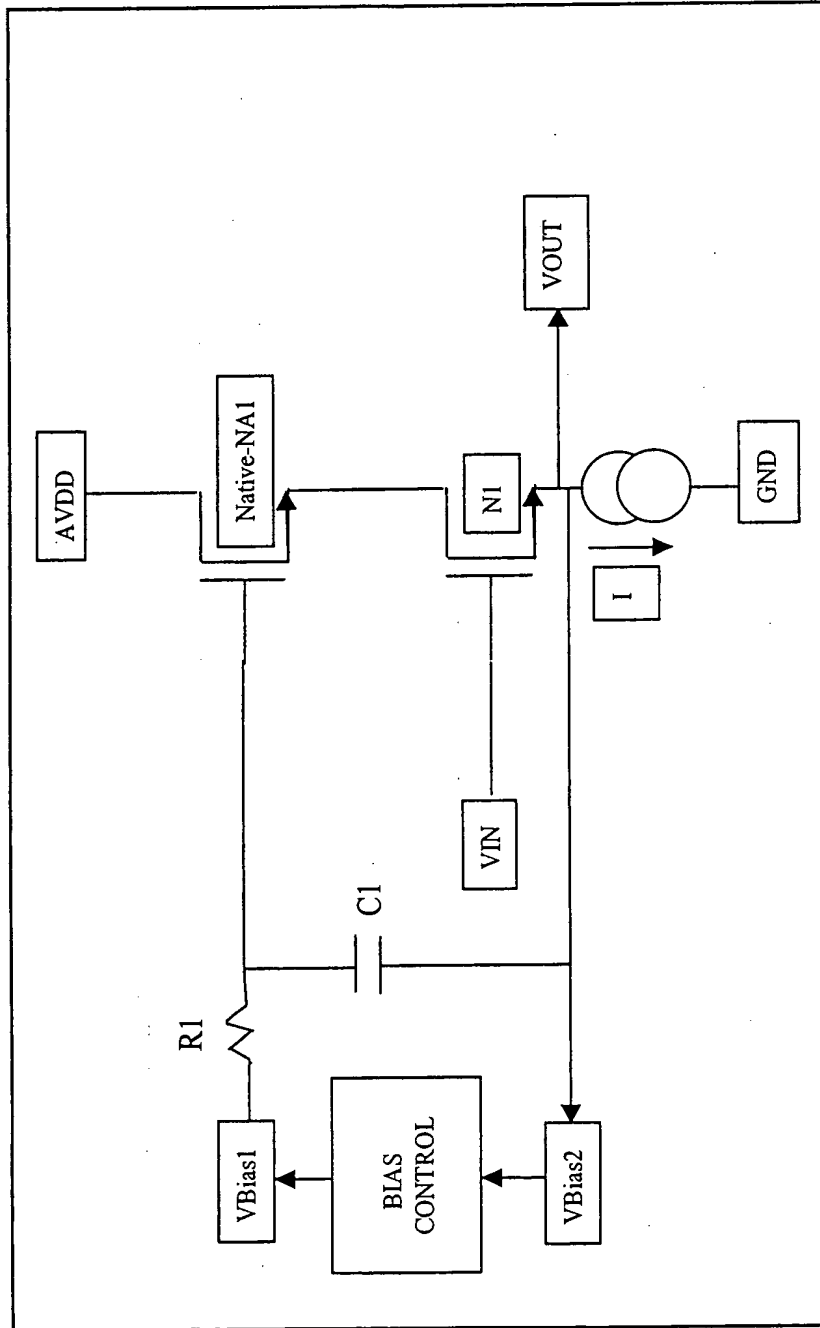 AVDD
Native-NA1
R1
VBias1
C1
VIN
N1
VOUT
BIAS
CONTROL
VBias2
I
GND